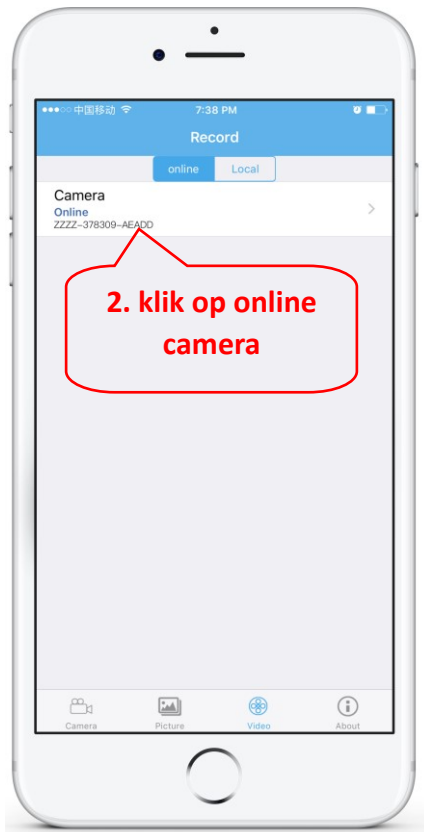 中国移动 7:38 PM
Record
online Local
Camera
Online
ZZZZ-378309-AEADD
2. klik op online
camera
Camera Picture Video About